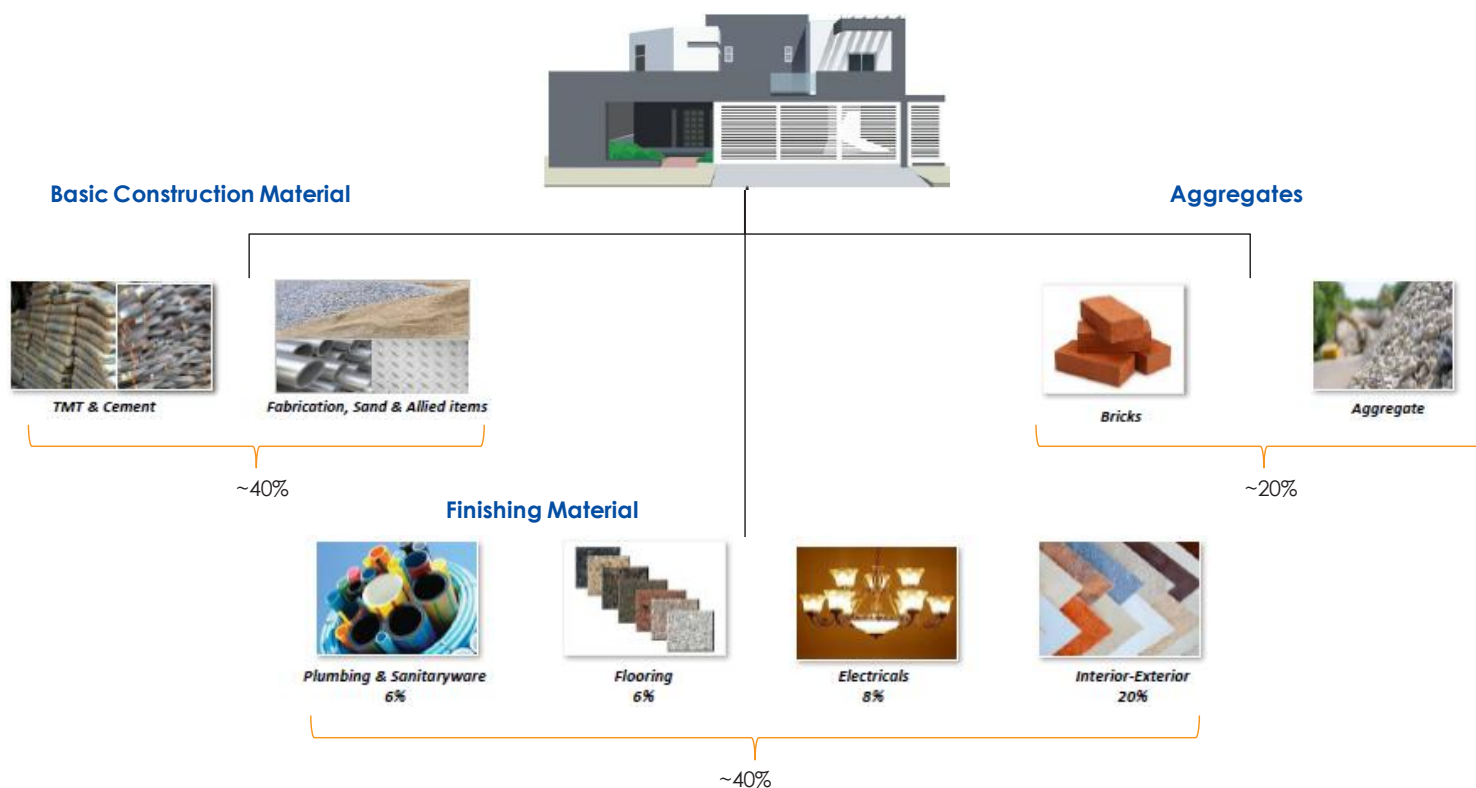 Basic Construction Material
Aggregates
TMT & Cement
Fabrication, Sand & Allied items
Bricks
Aggregate
~40%
~20%
Finishing Material
Plumbing & Sanitaryware
6%
Flooring
6%
Electricals
8%
Interior-Exterior
20%
~40%